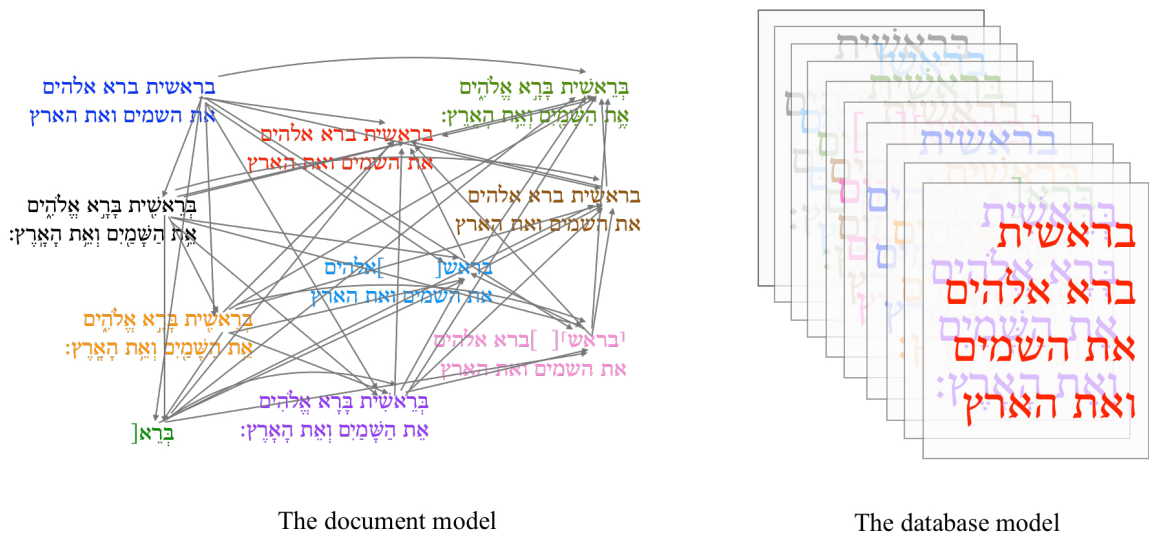 בראשית ברא אלהים
את השמים ואת הארץ
בְּרֵאשִׁ֖ית בָּרָ֣א אֱלֹהִ֑ים
אֵ֥ת הַשָּׁמַ֖יִם וְאֵ֥ת הָאָֽרֶץ׃
בראשית ברא אלהים
את השמים ואת הארץ
בראשית ברא אלהים
את השמים ואת הארץ
בְּרֵאשִׁ֖ית בָּרָ֣א אֱלֹהִ֑ים
אֵ֥ת הַשָּׁמַ֖יִם וְאֵ֥ת הָאָֽרֶץ׃
בראש[ ]אלהים
את השמים ואת הארץ
בְּרֵאשִׁ֖ית בָּרָ֣א אֱלֹהִ֑ים
אֵ֥ת הַשָּׁמַ֖יִם וְאֵ֥ת הָאָֽרֶץ׃
⸢בראש⸣[ ]ברא אלהים
את השמים ואת הארץ
בְּרֵאשִׁית בָּרָא אֱלֹהִים
אֵת הַשָּׁמַיִם וְאֵת הָאָרֶץ׃
בְּרֵא[
The document model
בראשית
ברא אלהים
את השמים
ואת הארץ
בְּרֵאשִׁית
בָּרָא אֱלֹהִים
אֵת הַשָּׁמַיִם
וְאֵת הָאָרֶץ׃
The database model